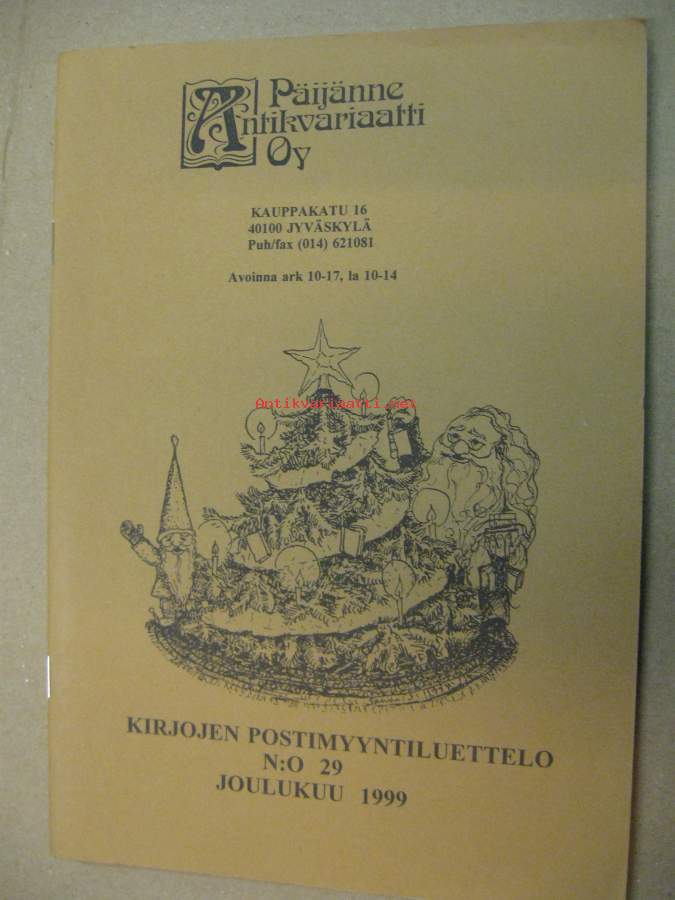 Päijänne
Antikvariaatti
Oy
KAUPPAKATU 16
40100 JYVÄSKYLÄ
Puh/fax (014) 621081
Avoinna ark 10-17, la 10-14
Antikvariaatti.net
KIRJOJEN POSTIMYYNTILUETTELO
N:O 29
JOULUKUU 1999